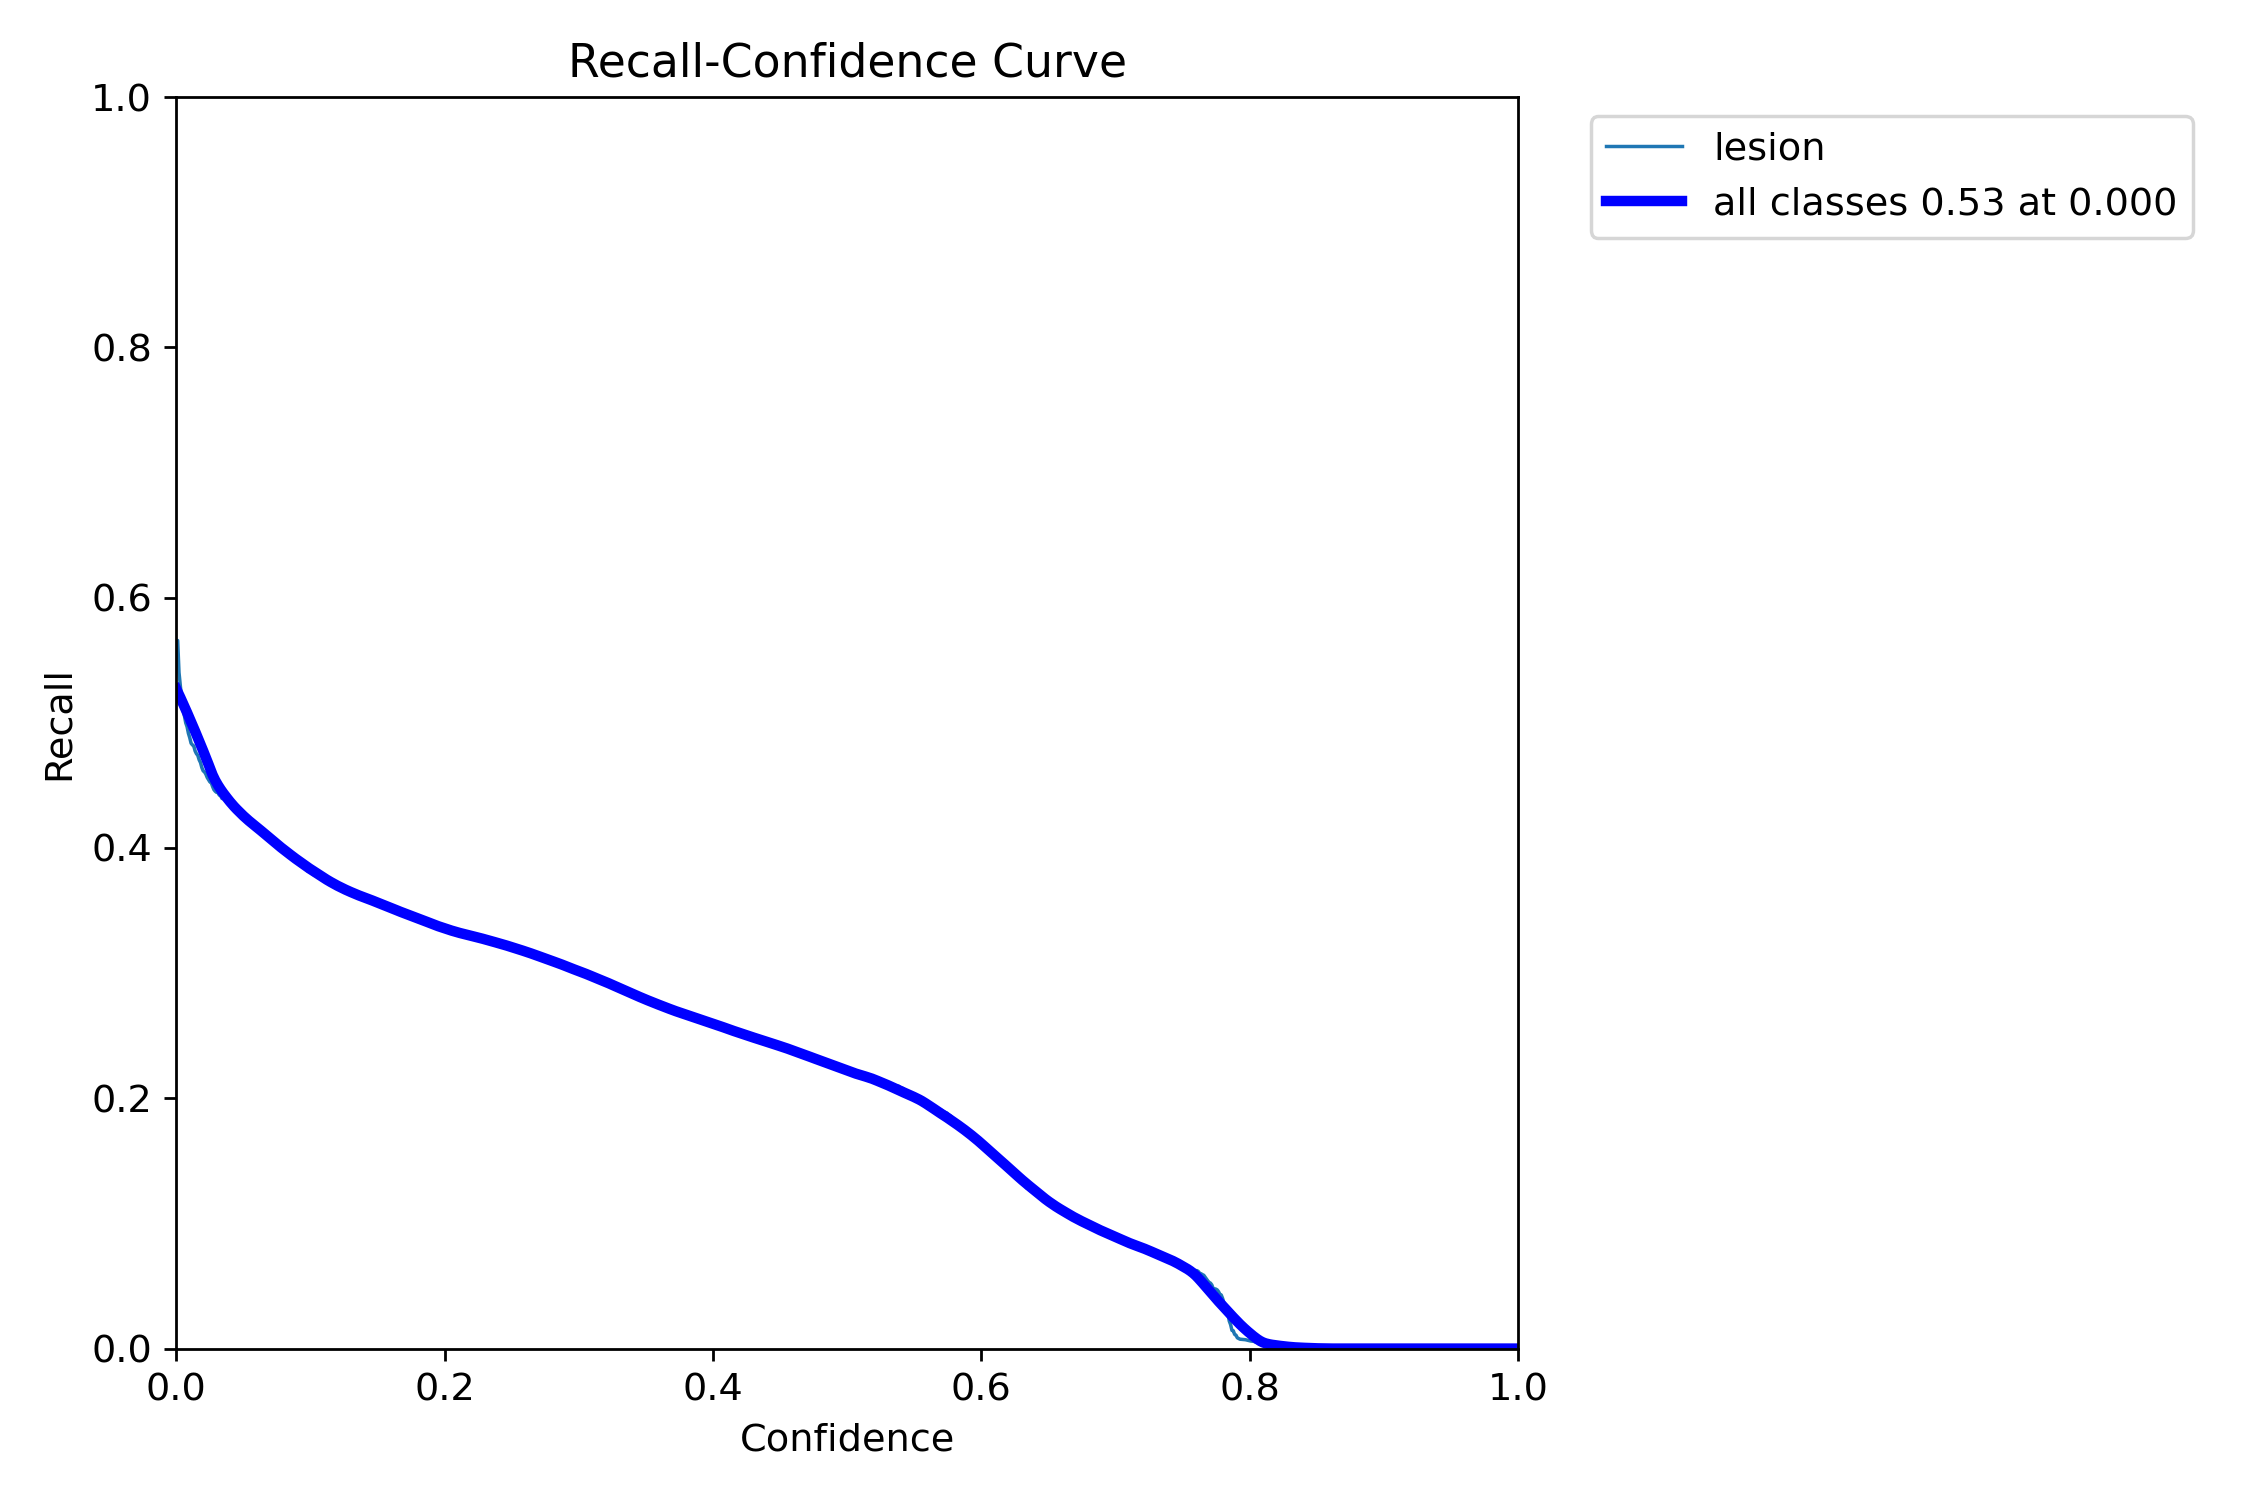 Recall-Confidence Curve
1.0
0.8
0.6
0.4
0.2
0.0
Recall
0.0 0.2 0.4 0.6 0.8 1.0
Confidence
lesion
all classes 0.53 at 0.000